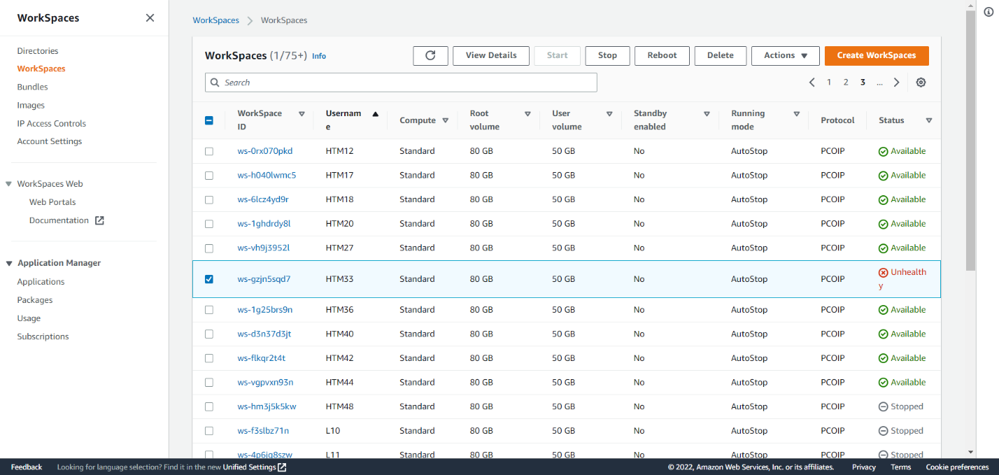 WorkSpaces
Directories
WorkSpaces
Bundles
Images
IP Access Controls
Account Settings
WorkSpaces Web
Web Portals
Documentation
Application Manager
Applications
Packages
Usage
Subscriptions
WorkSpaces WorkSpaces
WorkSpaces (1/75+) Info
View Details Start Stop Reboot Delete Actions Create WorkSpaces
Search
1 2 3 ...
WorkSpace Usernam Compute Root User Standby Running Protocol Status
ID e volume volume enabled mode
ws-0rx070pkd HTM12 Standard 80 GB 50 GB No AutoStop PCOIP Available
ws-h040lwmc5 HTM17 Standard 80 GB 50 GB No AutoStop PCOIP Available
ws-6lcz4yd9r HTM18 Standard 80 GB 50 GB No AutoStop PCOIP Available
ws-1ghdrdy8l HTM20 Standard 80 GB 50 GB No AutoStop PCOIP Available
ws-vh9j3952l HTM27 Standard 80 GB 50 GB No AutoStop PCOIP Available
ws-gzjn5sqd7 HTM33 Standard 80 GB 50 GB No AutoStop PCOIP Unhealth
y
ws-1g25brs9n HTM36 Standard 80 GB 50 GB No AutoStop PCOIP Available
ws-d3n37d3jt HTM40 Standard 80 GB 50 GB No AutoStop PCOIP Available
ws-flkqr2t4t HTM42 Standard 80 GB 50 GB No AutoStop PCOIP Available
ws-vgpvxn93n HTM44 Standard 80 GB 50 GB No AutoStop PCOIP Available
ws-hm3j5k5kw HTM48 Standard 80 GB 50 GB No AutoStop PCOIP Stopped
ws-f3slbz71n L10 Standard 80 GB 50 GB No AutoStop PCOIP Stopped
ws-4p6jg8szw L11 Standard 80 GB 50 GB No AutoStop PCOIP Stopped
Feedback Looking for language selection? Find it in the new Unified Settings © 2022, Amazon Web Services, Inc. or its affiliates. Privacy Terms Cookie preferences